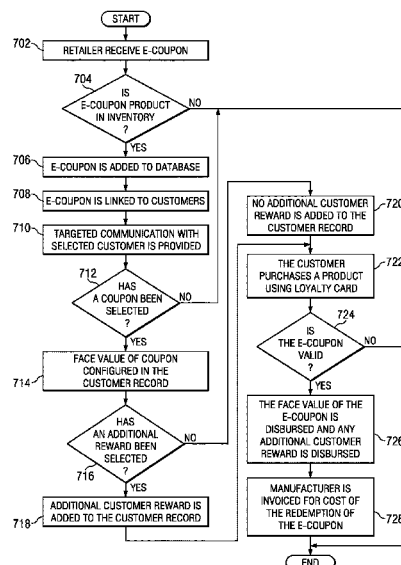 START
702
RETAILER RECEIVE E-COUPON
704
IS
E-COUPON PRODUCT
IN INVENTORY
?
NO
YES
706
E-COUPON IS ADDED TO DATABASE
708
E-COUPON IS LINKED TO CUSTOMERS
710
TARGETED COMMUNICATION WITH
SELECTED CUSTOMER IS PROVIDED
712
HAS
A COUPON BEEN
SELECTED
?
NO
YES
714
FACE VALUE OF COUPON
CONFIGURED IN THE
CUSTOMER RECORD
HAS
AN ADDITIONAL
REWARD BEEN
SELECTED
?
716
NO
YES
718
ADDITIONAL CUSTOMER REWARD IS
ADDED TO THE CUSTOMER RECORD
NO ADDITIONAL CUSTOMER
REWARD IS ADDED TO THE
CUSTOMER RECORD
720
THE CUSTOMER
PURCHASES A PRODUCT
USING LOYALTY CARD
722
724
IS
THE E-COUPON
VALID
?
NO
YES
THE FACE VALUE OF THE
E-COUPON IS
DISBURSED AND ANY
ADDITIONAL CUSTOMER
REWARD IS DISBURSED
726
MANUFACTURER IS
INVOICED FOR COST OF
THE REDEMPTION OF
THE E-COUPON
728
END